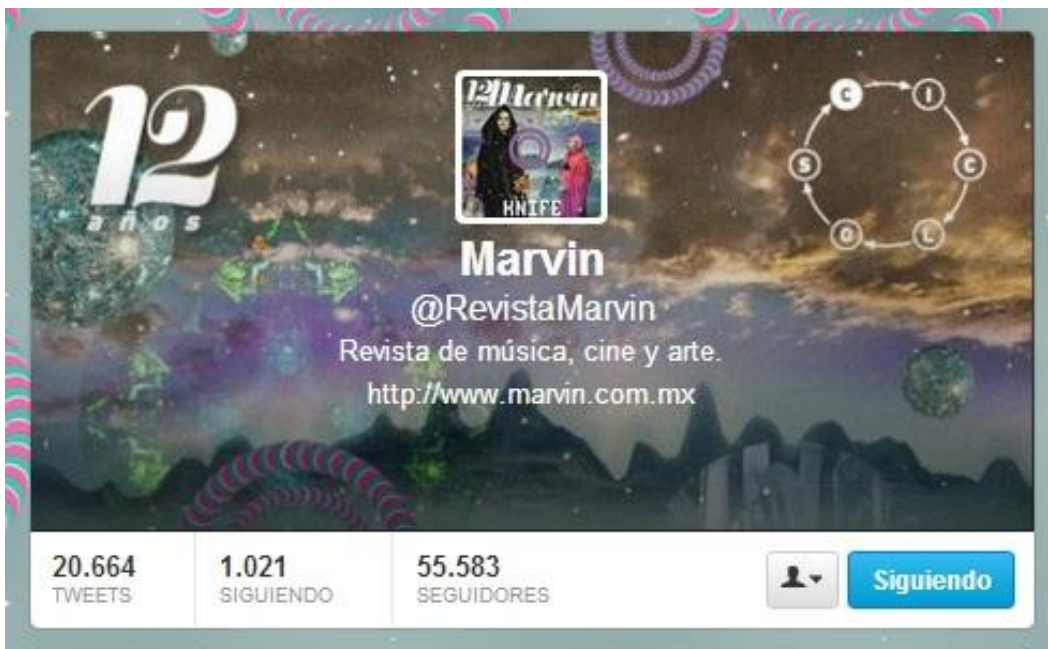 12
años
12 Marvin
KNIFE
C I C L O S
Marvin
@RevistaMarvin
Revista de música, cine y arte.
http://www.marvin.com.mx
20.664
TWEETS
1.021
SIGUIENDO
55.583
SEGUIDORES
Siguiendo